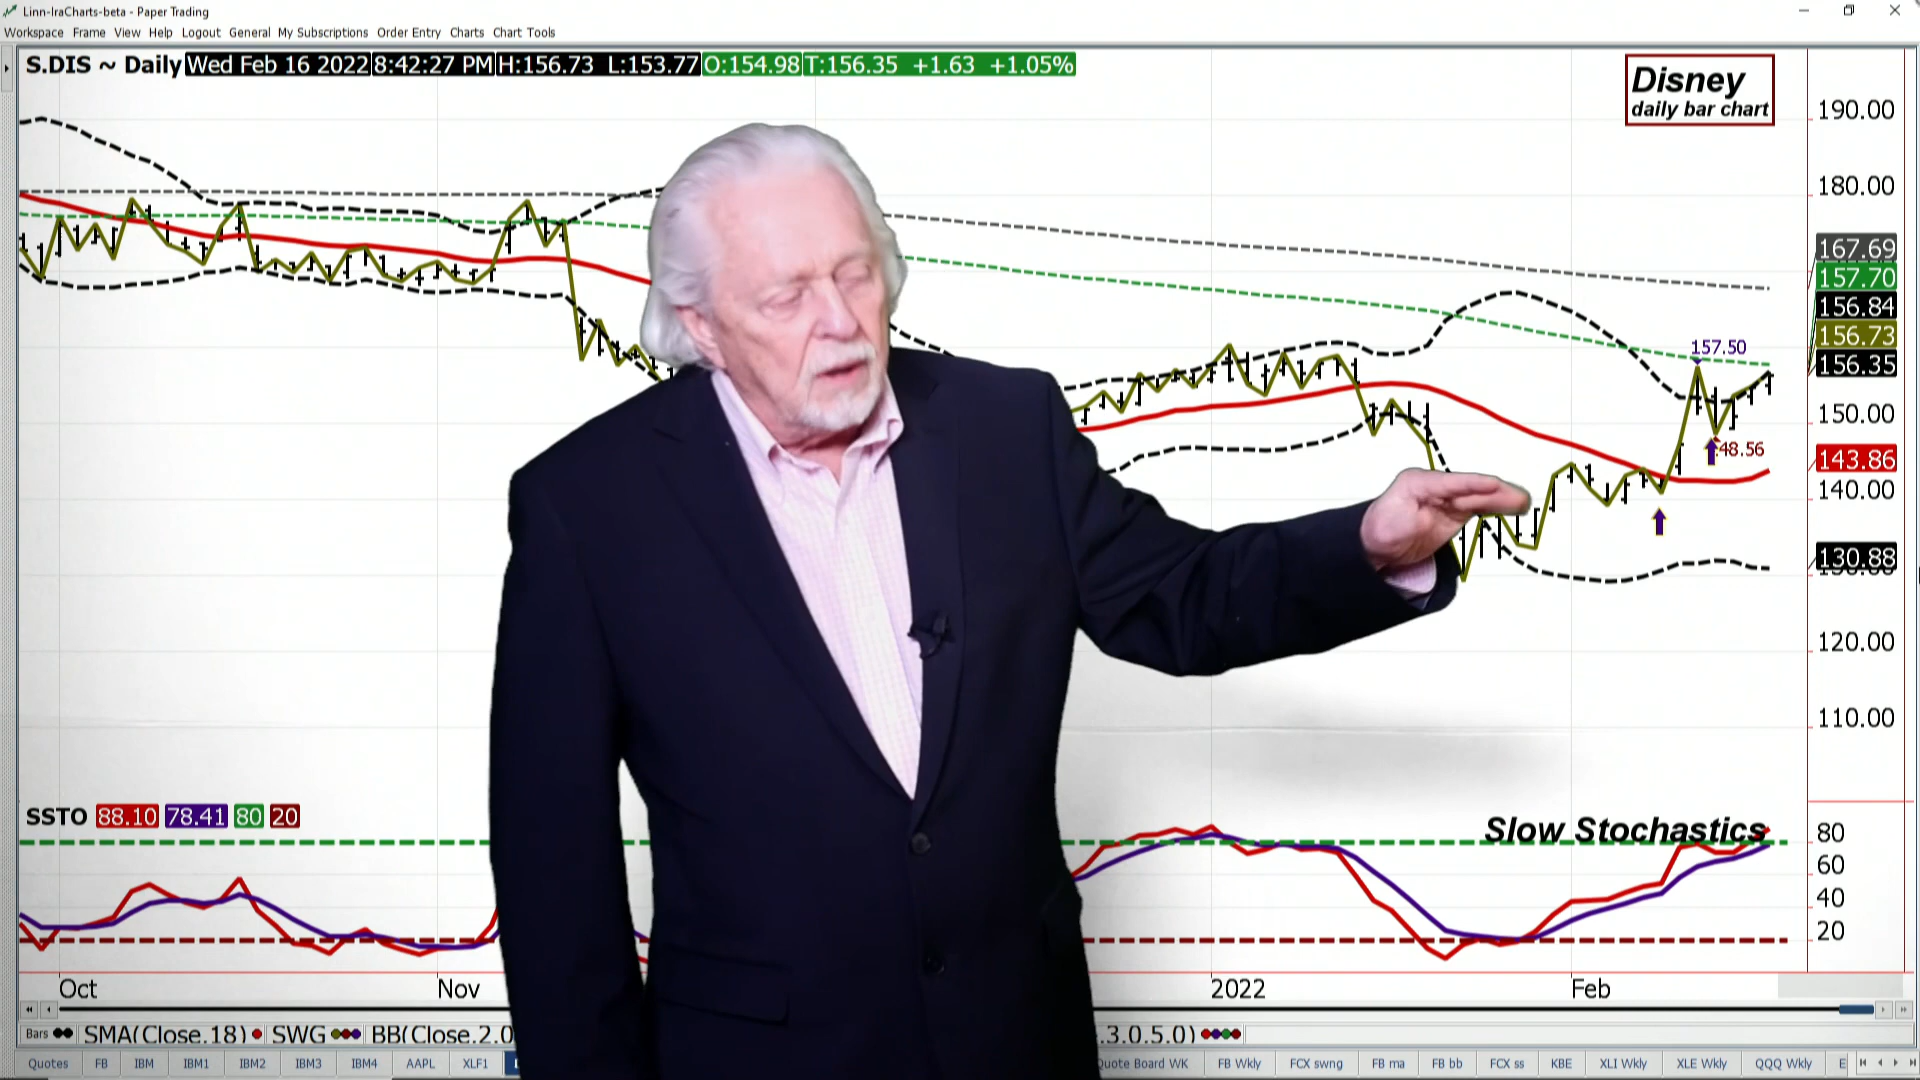 Linn-IraCharts-beta - Paper Trading
Workspace Frame View Help Logout General My Subscriptions Order Entry Charts Chart Tools
S.DIS ~ Daily Wed Feb 16 2022 8:42:27 PM H:156.73 L:153.77 O:154.98 T:156.35 +1.63 +1.05%
Disney
daily bar chart
190.00
180.00
167.69
157.70
156.84
156.73
156.35
157.50
150.00
48.56
143.86
140.00
130.88
120.00
110.00
SSTO 88.10 78.41 80 20
Slow Stochastics
80
60
40
20
Oct Nov 2022 Feb
Bars SMA(Close.18) SWG BB(Close.2.0 .3.0.5.0)
Quotes FB IBM IBM1 IBM2 IBM3 IBM4 AAPL XLF1 Quote Board WK FB Wkly FCX swng FB ma FB bb FCX ss KBE XLI Wkly XLE Wkly QQQ Wkly E